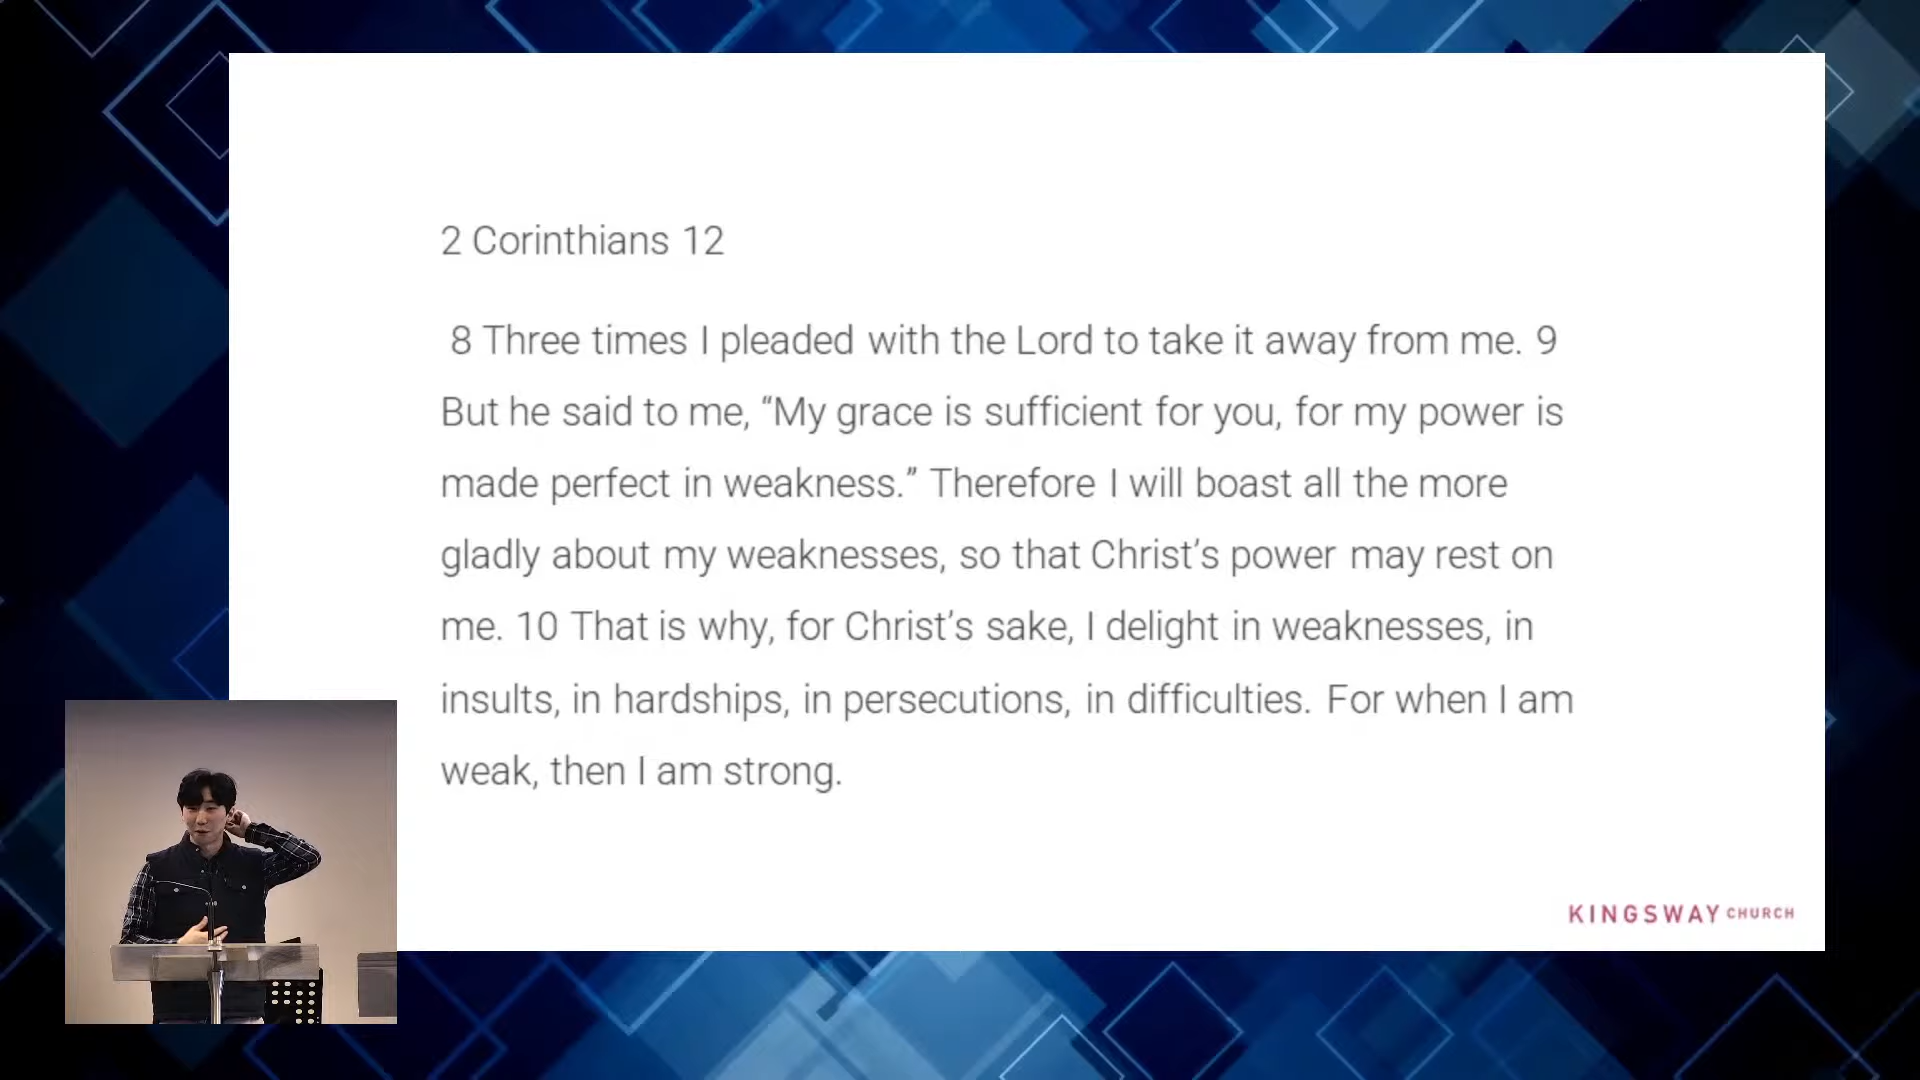 2 Corinthians 12
8 Three times I pleaded with the Lord to take it away from me. 9
But he said to me, “My grace is sufficient for you, for my power is
made perfect in weakness.” Therefore I will boast all the more
gladly about my weaknesses, so that Christ’s power may rest on
me. 10 That is why, for Christ’s sake, I delight in weaknesses, in
insults, in hardships, in persecutions, in difficulties. For when I am
weak, then I am strong.
KINGSWAY CHURCH